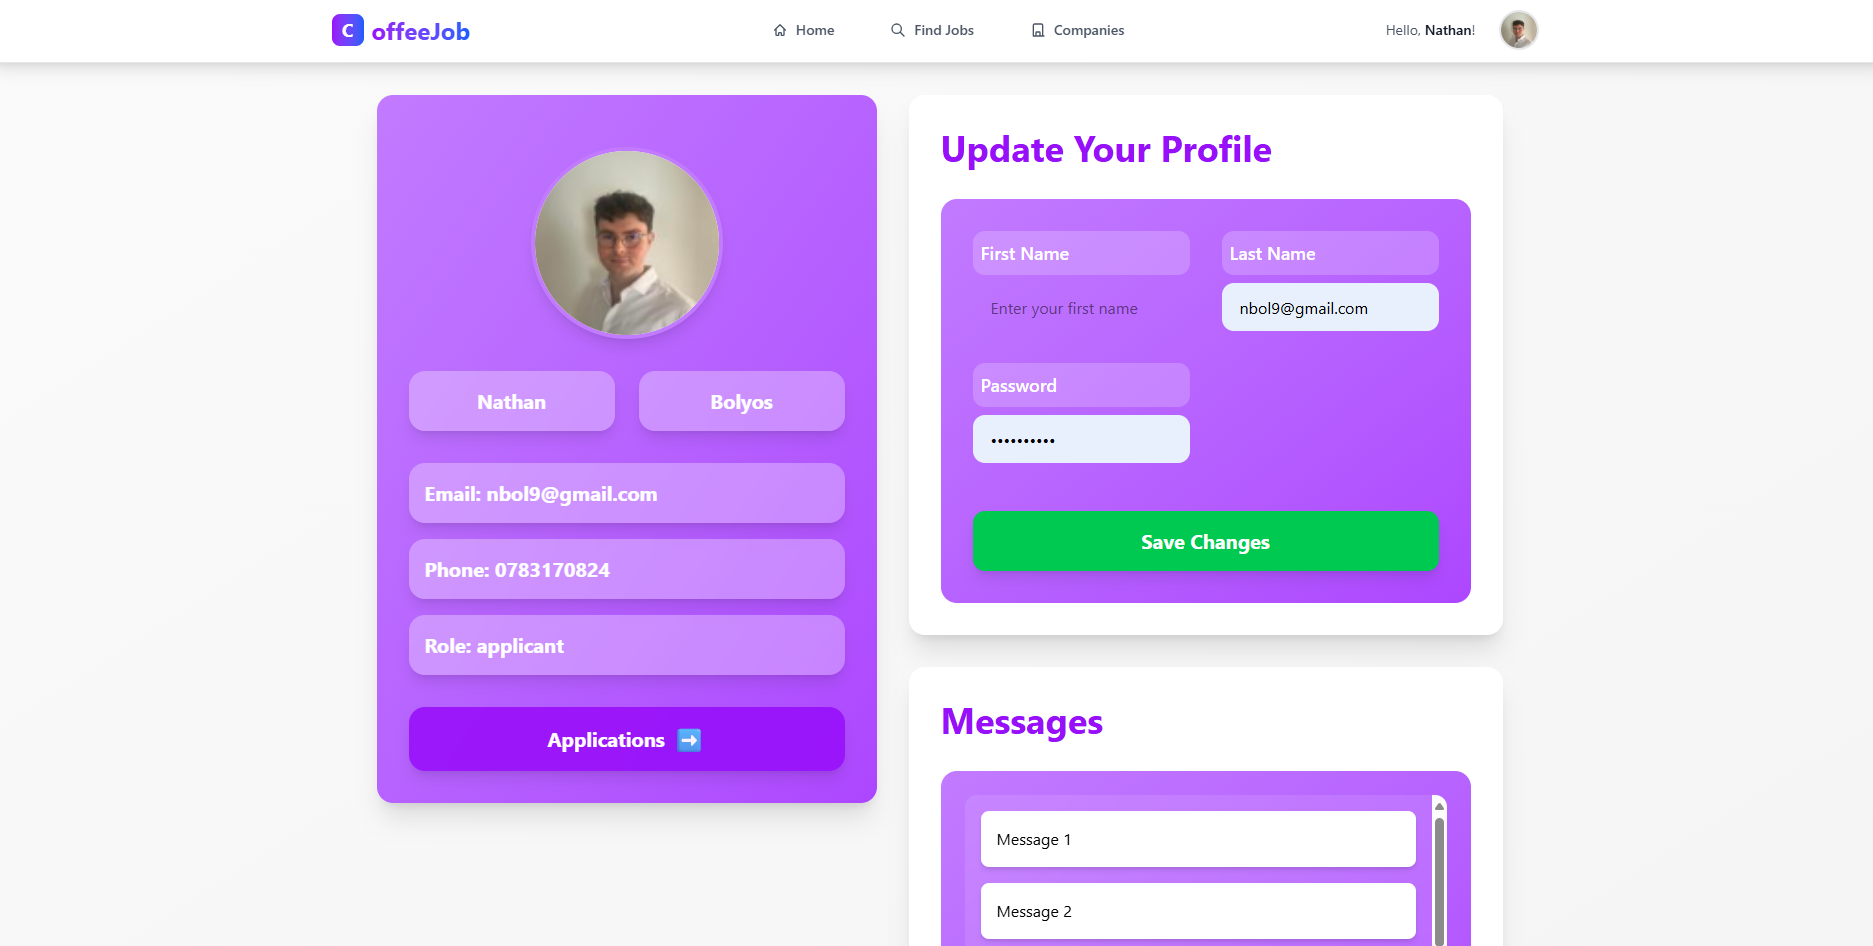 C offeeJob
Home
Find Jobs
Companies
Hello, Nathan!
Nathan
Bolyos
Email: nbol9@gmail.com
Phone: 0783170824
Role: applicant
Applications ➡️
Update Your Profile
First Name
Last Name
Enter your first name
nbol9@gmail.com
Password
••••••••••
Save Changes
Messages
Message 1
Message 2